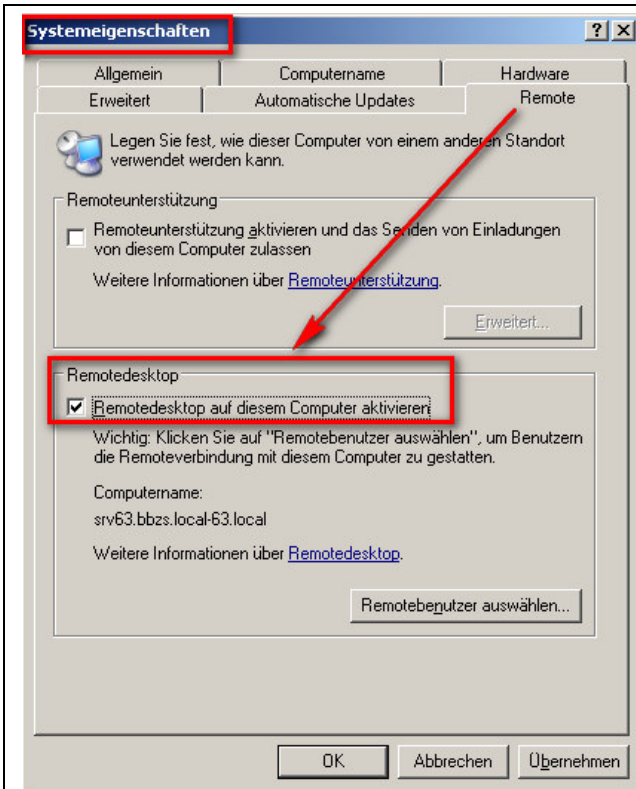 Systemeigenschaften
?
X
Allgemein
Computername
Hardware
Erweitert
Automatische Updates
Remote
Legen Sie fest, wie dieser Computer von einem anderen Standort
verwendet werden kann.
Remoteunterstützung
Remoteunterstützung aktivieren und das Senden von Einladungen
von diesem Computer zulassen
Weitere Informationen über Remoteunterstützung.
Erweitert...
Remotedesktop
Remotedesktop auf diesem Computer aktivieren
Wichtig: Klicken Sie auf "Remotebenutzer auswählen", um Benutzern
die Remoteverbindung mit diesem Computer zu gestatten.
Computername:
srv63.bbzs.local-63.local
Weitere Informationen über Remotedesktop.
Remotebenutzer auswählen...
OK
Abbrechen
Übernehmen